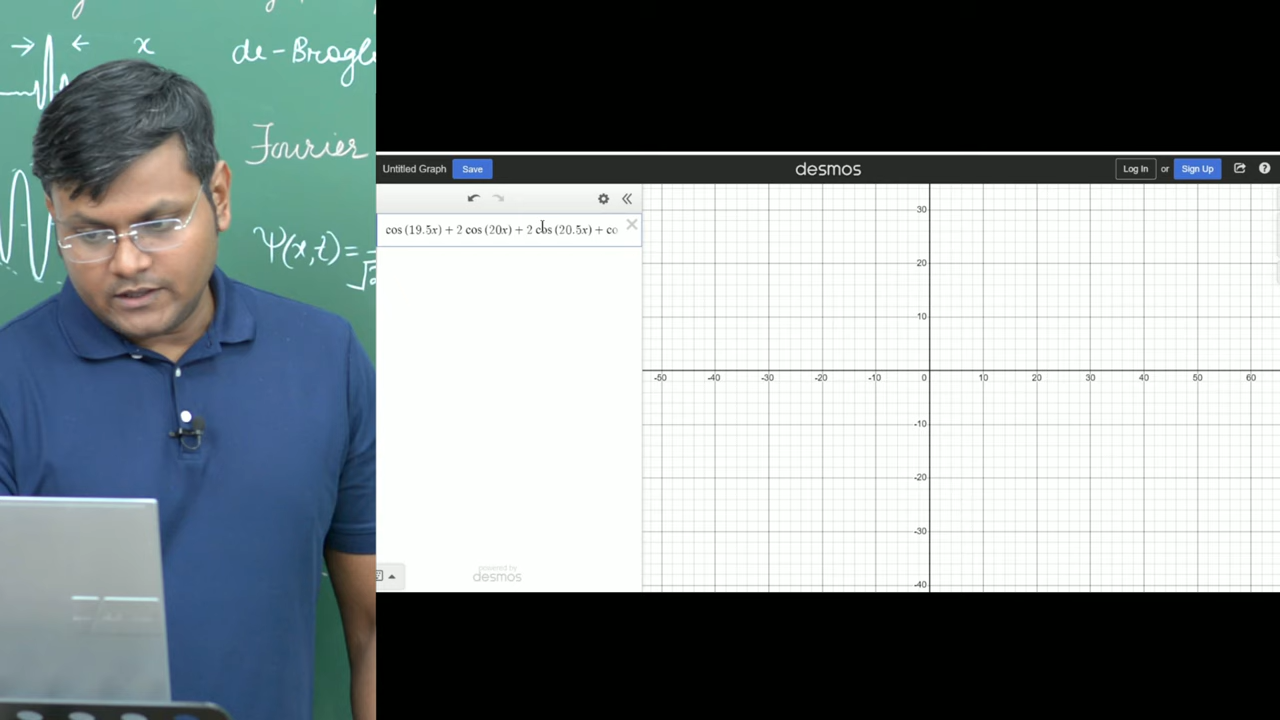 x
de-Brogl
Fourier
Ψ(x,t)=
Untitled Graph Save desmos Log In or Sign Up
cos (19.5x) + 2 cos (20x) + 2 cos (20.5x) + co
30
20
10
-50 -40 -30 -20 -10 0 10 20 30 40 50 60
-10
-20
-30
-40
powered by
desmos